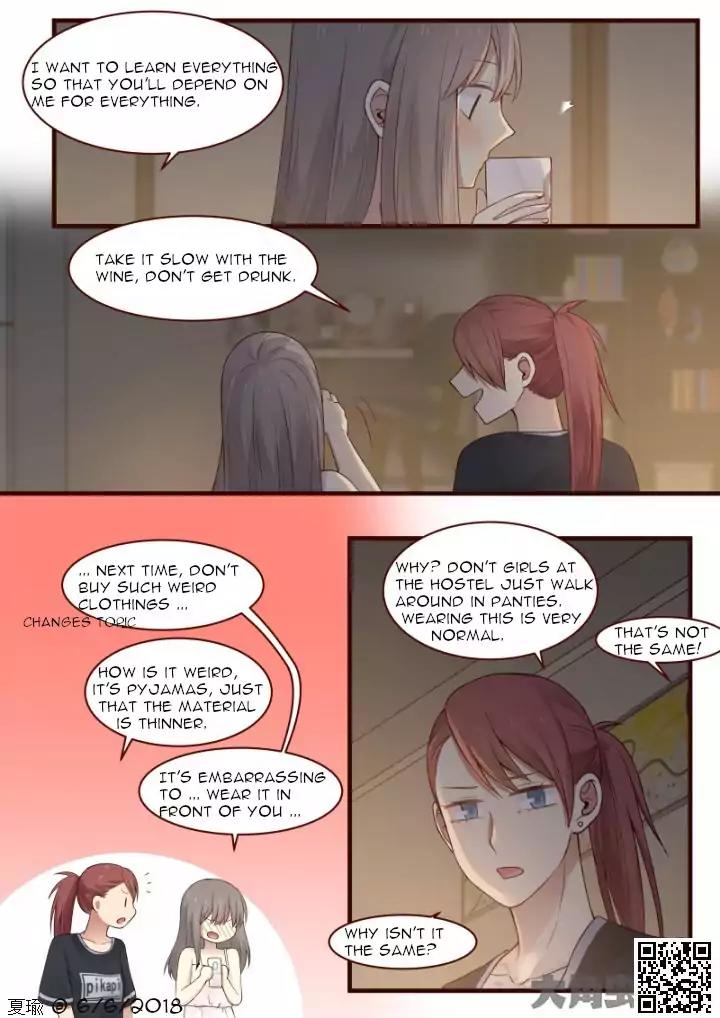 I WANT TO LEARN EVERYTHING
SO THAT YOU'LL DEPEND ON
ME FOR EVERYTHING.
TAKE IT SLOW WITH THE
WINE, DON'T GET DRUNK.
... NEXT TIME, DON'T
BUY SUCH WEIRD
CLOTHINGS ...
CHANGES TOPIC
HOW IS IT WEIRD,
IT'S PYJAMAS, JUST
THAT THE MATERIAL
IS THINNER.
IT'S EMBARRASSING
TO ... WEAR IT IN
FRONT OF YOU ...
WHY? DON'T GIRLS
AT THE HOSTEL JUST WALK
AROUND IN PANTIES.
WEARING THIS IS VERY
NORMAL.
THAT'S NOT
THE SAME!
WHY ISN'T IT
THE SAME?
pikapi
夏瑜 © 6/6/2018
大角虫